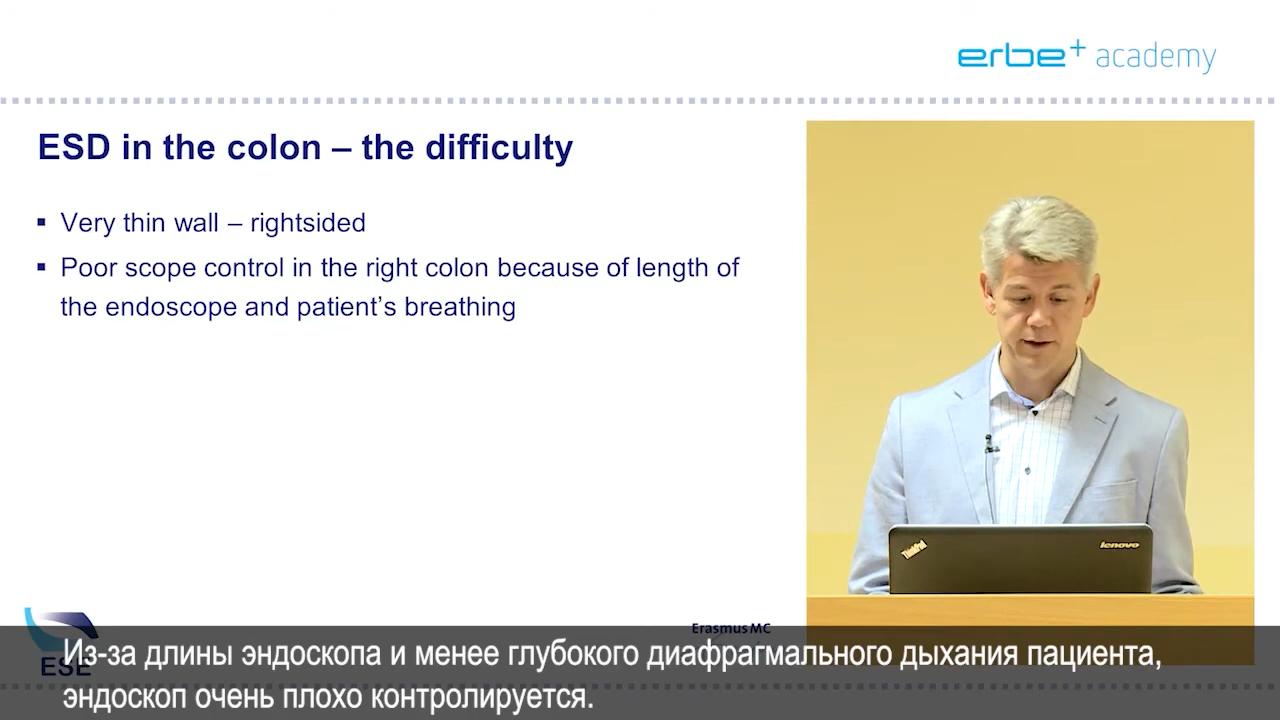 erbe+ academy
ESD in the colon – the difficulty
▪ Very thin wall – rightsided
▪ Poor scope control in the right colon because of length of
the endoscope and patient’s breathing
ThinkPad
lenovo
Erasmus MC
ESE
Из-за длины эндоскопа и менее глубокого диафрагмального дыхания пациента,
эндоскоп очень плохо контролируется.